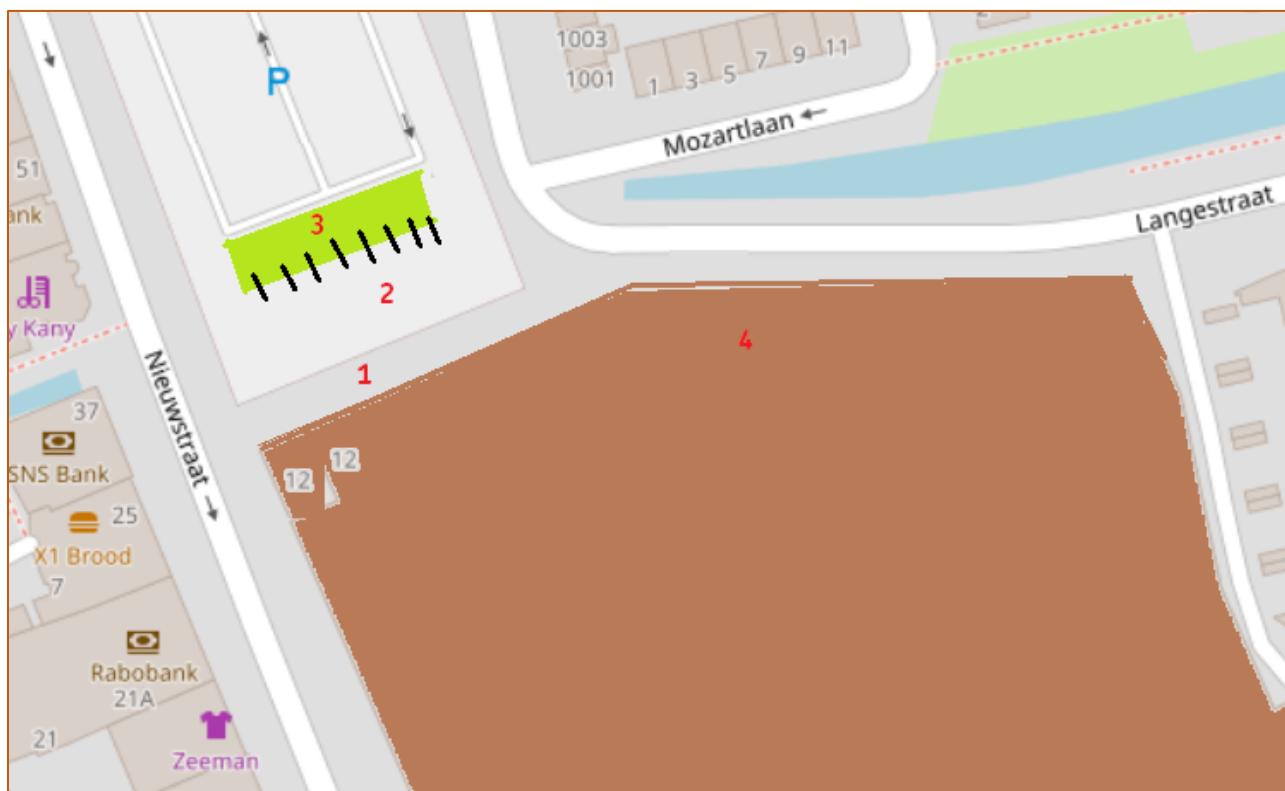 2
1003
1001
1
3
5
7
9
11
P
Mozartlaan
51
ank
3
Langestraat
2
y Kany
4
1
Nieuwstraat
37
SNS Bank
12
12
25
X1 Brood
7
Rabobank
21A
21
Zeeman